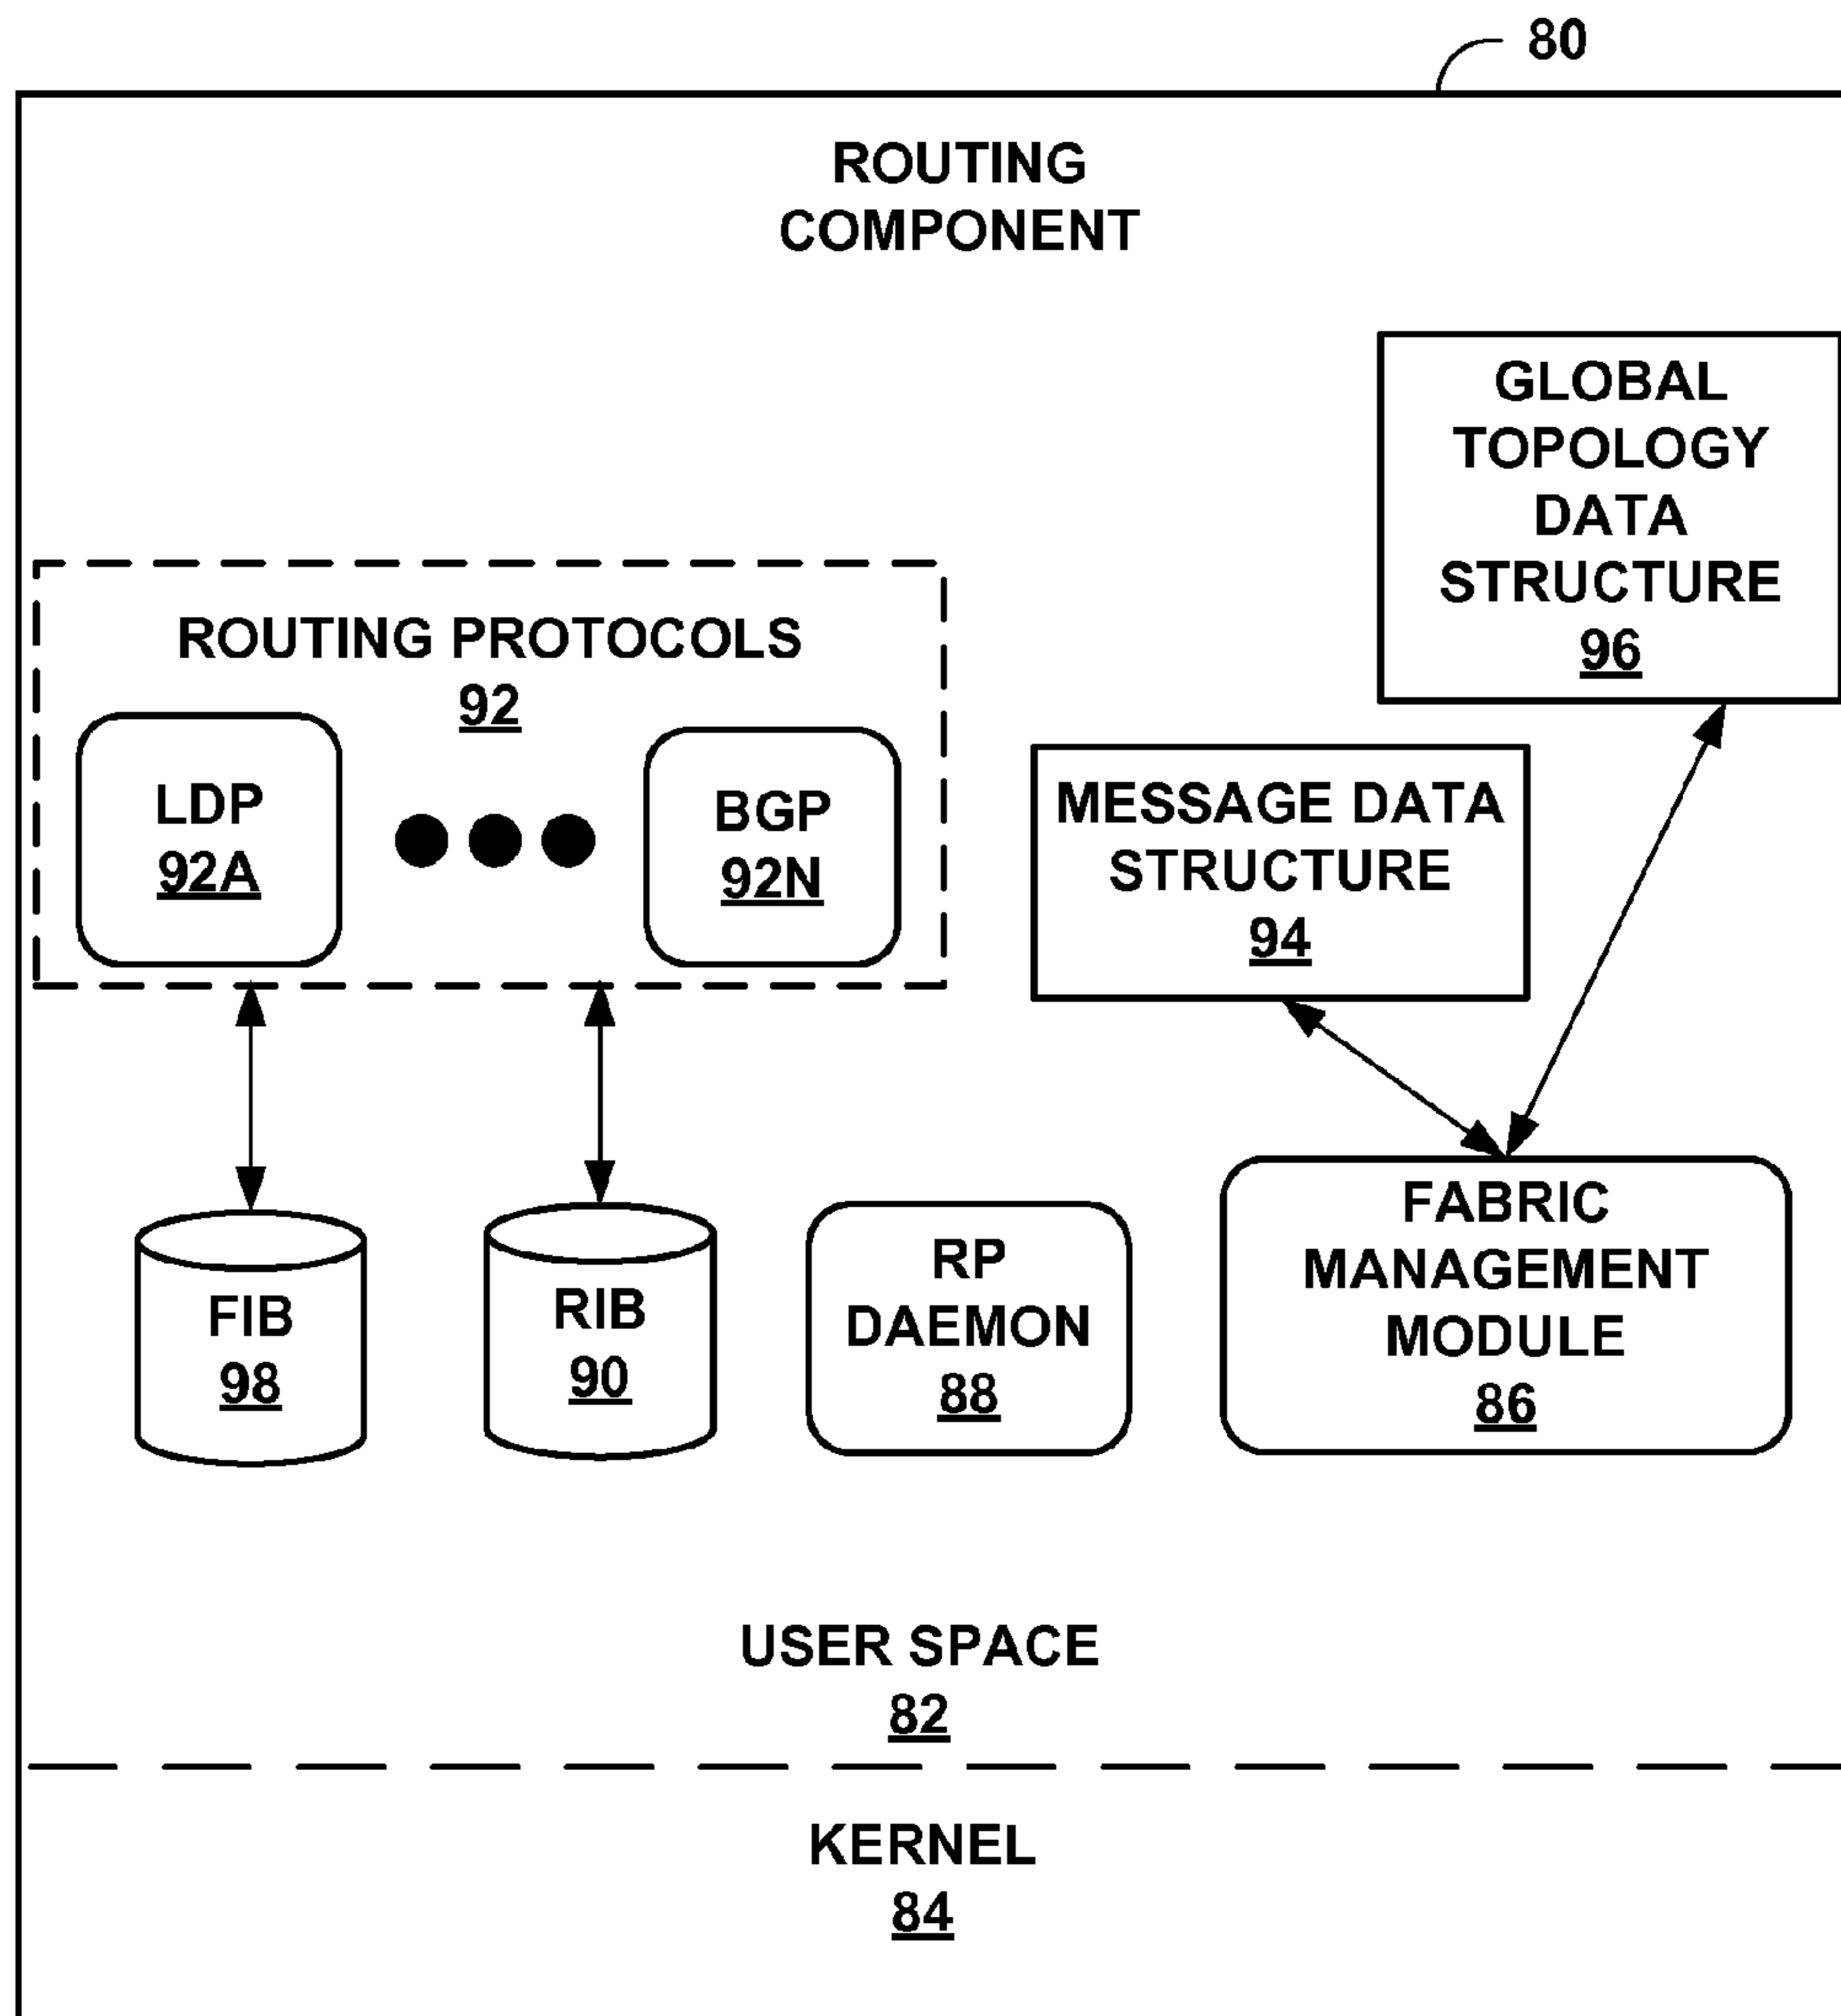 80
ROUTING
COMPONENT
GLOBAL
TOPOLOGY
DATA
STRUCTURE
96
ROUTING PROTOCOLS
92
LDP
92A
BGP
92N
MESSAGE DATA
STRUCTURE
94
FIB
98
RIB
90
RP
DAEMON
88
FABRIC
MANAGEMENT
MODULE
86
USER SPACE
82
KERNEL
84